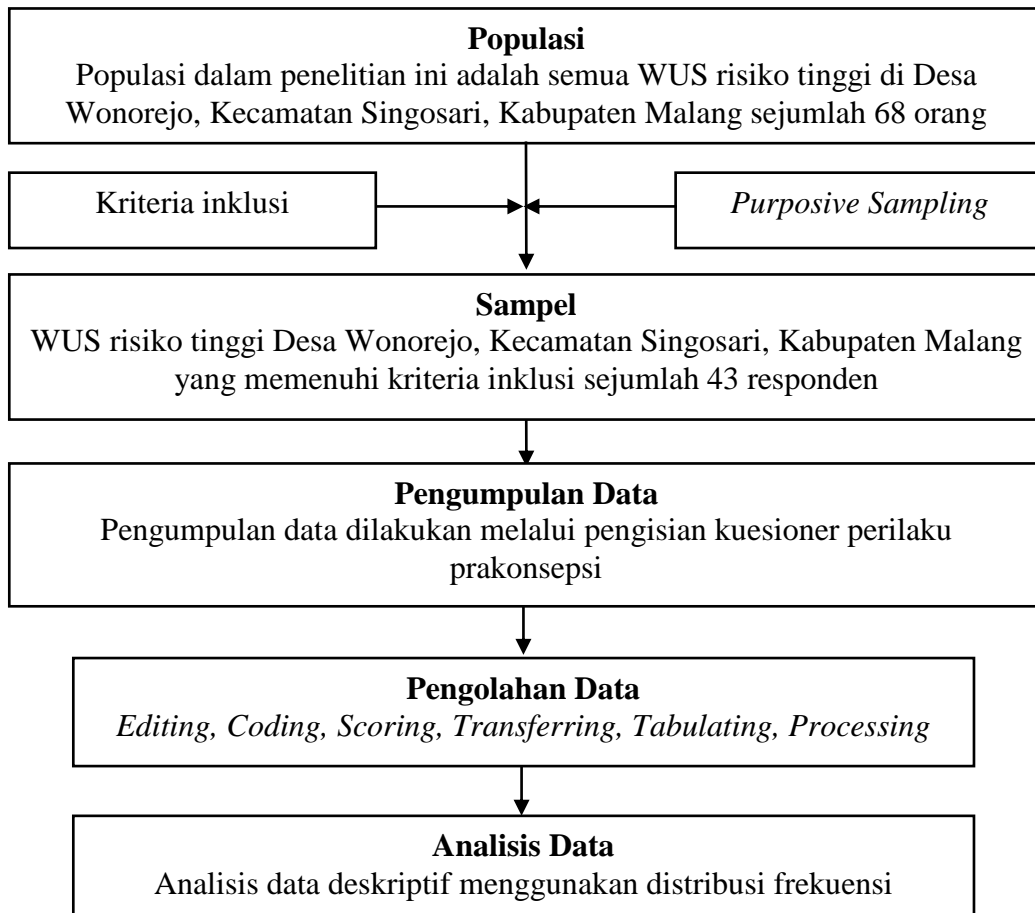 Populasi
Populasi dalam penelitian ini adalah semua WUS risiko tinggi di Desa
Wonorejo, Kecamatan Singosari, Kabupaten Malang sejumlah 68 orang
Kriteria inklusi
Purposive Sampling
Sampel
WUS risiko tinggi Desa Wonorejo, Kecamatan Singosari, Kabupaten Malang
yang memenuhi kriteria inklusi sejumlah 43 responden
Pengumpulan Data
Pengumpulan data dilakukan melalui pengisian kuesioner perilaku
prakonsepsi
Pengolahan Data
Editing, Coding, Scoring, Transferring, Tabulating, Processing
Analisis Data
Analisis data deskriptif menggunakan distribusi frekuensi